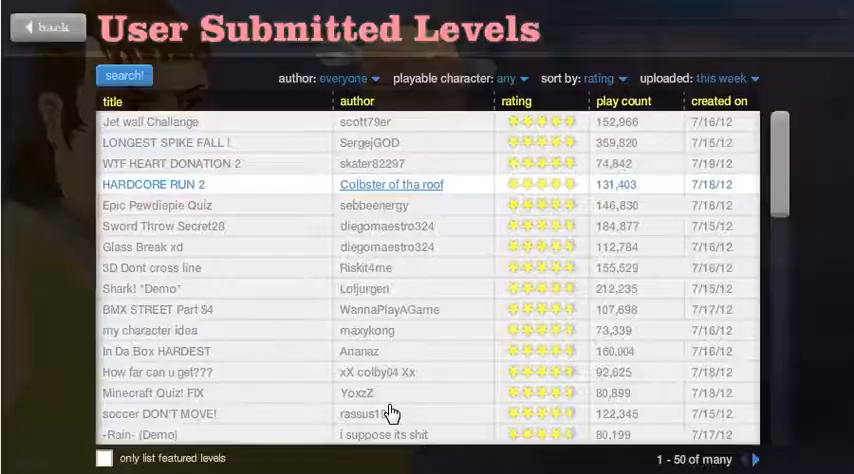 back
User Submitted Levels
search!
author: everyone playable character: any sort by: rating uploaded: this week
title author rating play count created on
Jet wall Challange scott79er 152,966 7/16/12
LONGEST SPIKE FALL ! SergejGOD 359,820 7/15/12
WTF HEART DONATION 2 skater82297 74,842 7/19/12
HARDCORE RUN 2 Colbster of tha roof 131,403 7/18/12
Epic Pewdiepie Quiz sebbeenergy 146,830 7/16/12
Sword Throw Secret28 diegomaestro324 184,877 7/15/12
Glass Break xd diegomaestro324 112,784 7/16/12
3D Dont cross line Riskit4me 155,529 7/16/12
Shark! *Demo* Loljurgen 212,235 7/15/12
BMX STREET Part $4 WannaPlayAGame 107,698 7/17/12
my character idea maxykong 73,339 7/16/12
In Da Box HARDEST Ananaz 160,004 7/16/12
How far can u get??? xX colby04 Xx 92,625 7/18/12
Minecraft Quiz! FIX YoxzZ 80,899 7/18/12
soccer DON'T MOVE! 122,345 7/15/12
-Rain- (Demo) i suppose its shit 80,199 7/17/12
only list featured levels 1 - 50 of many